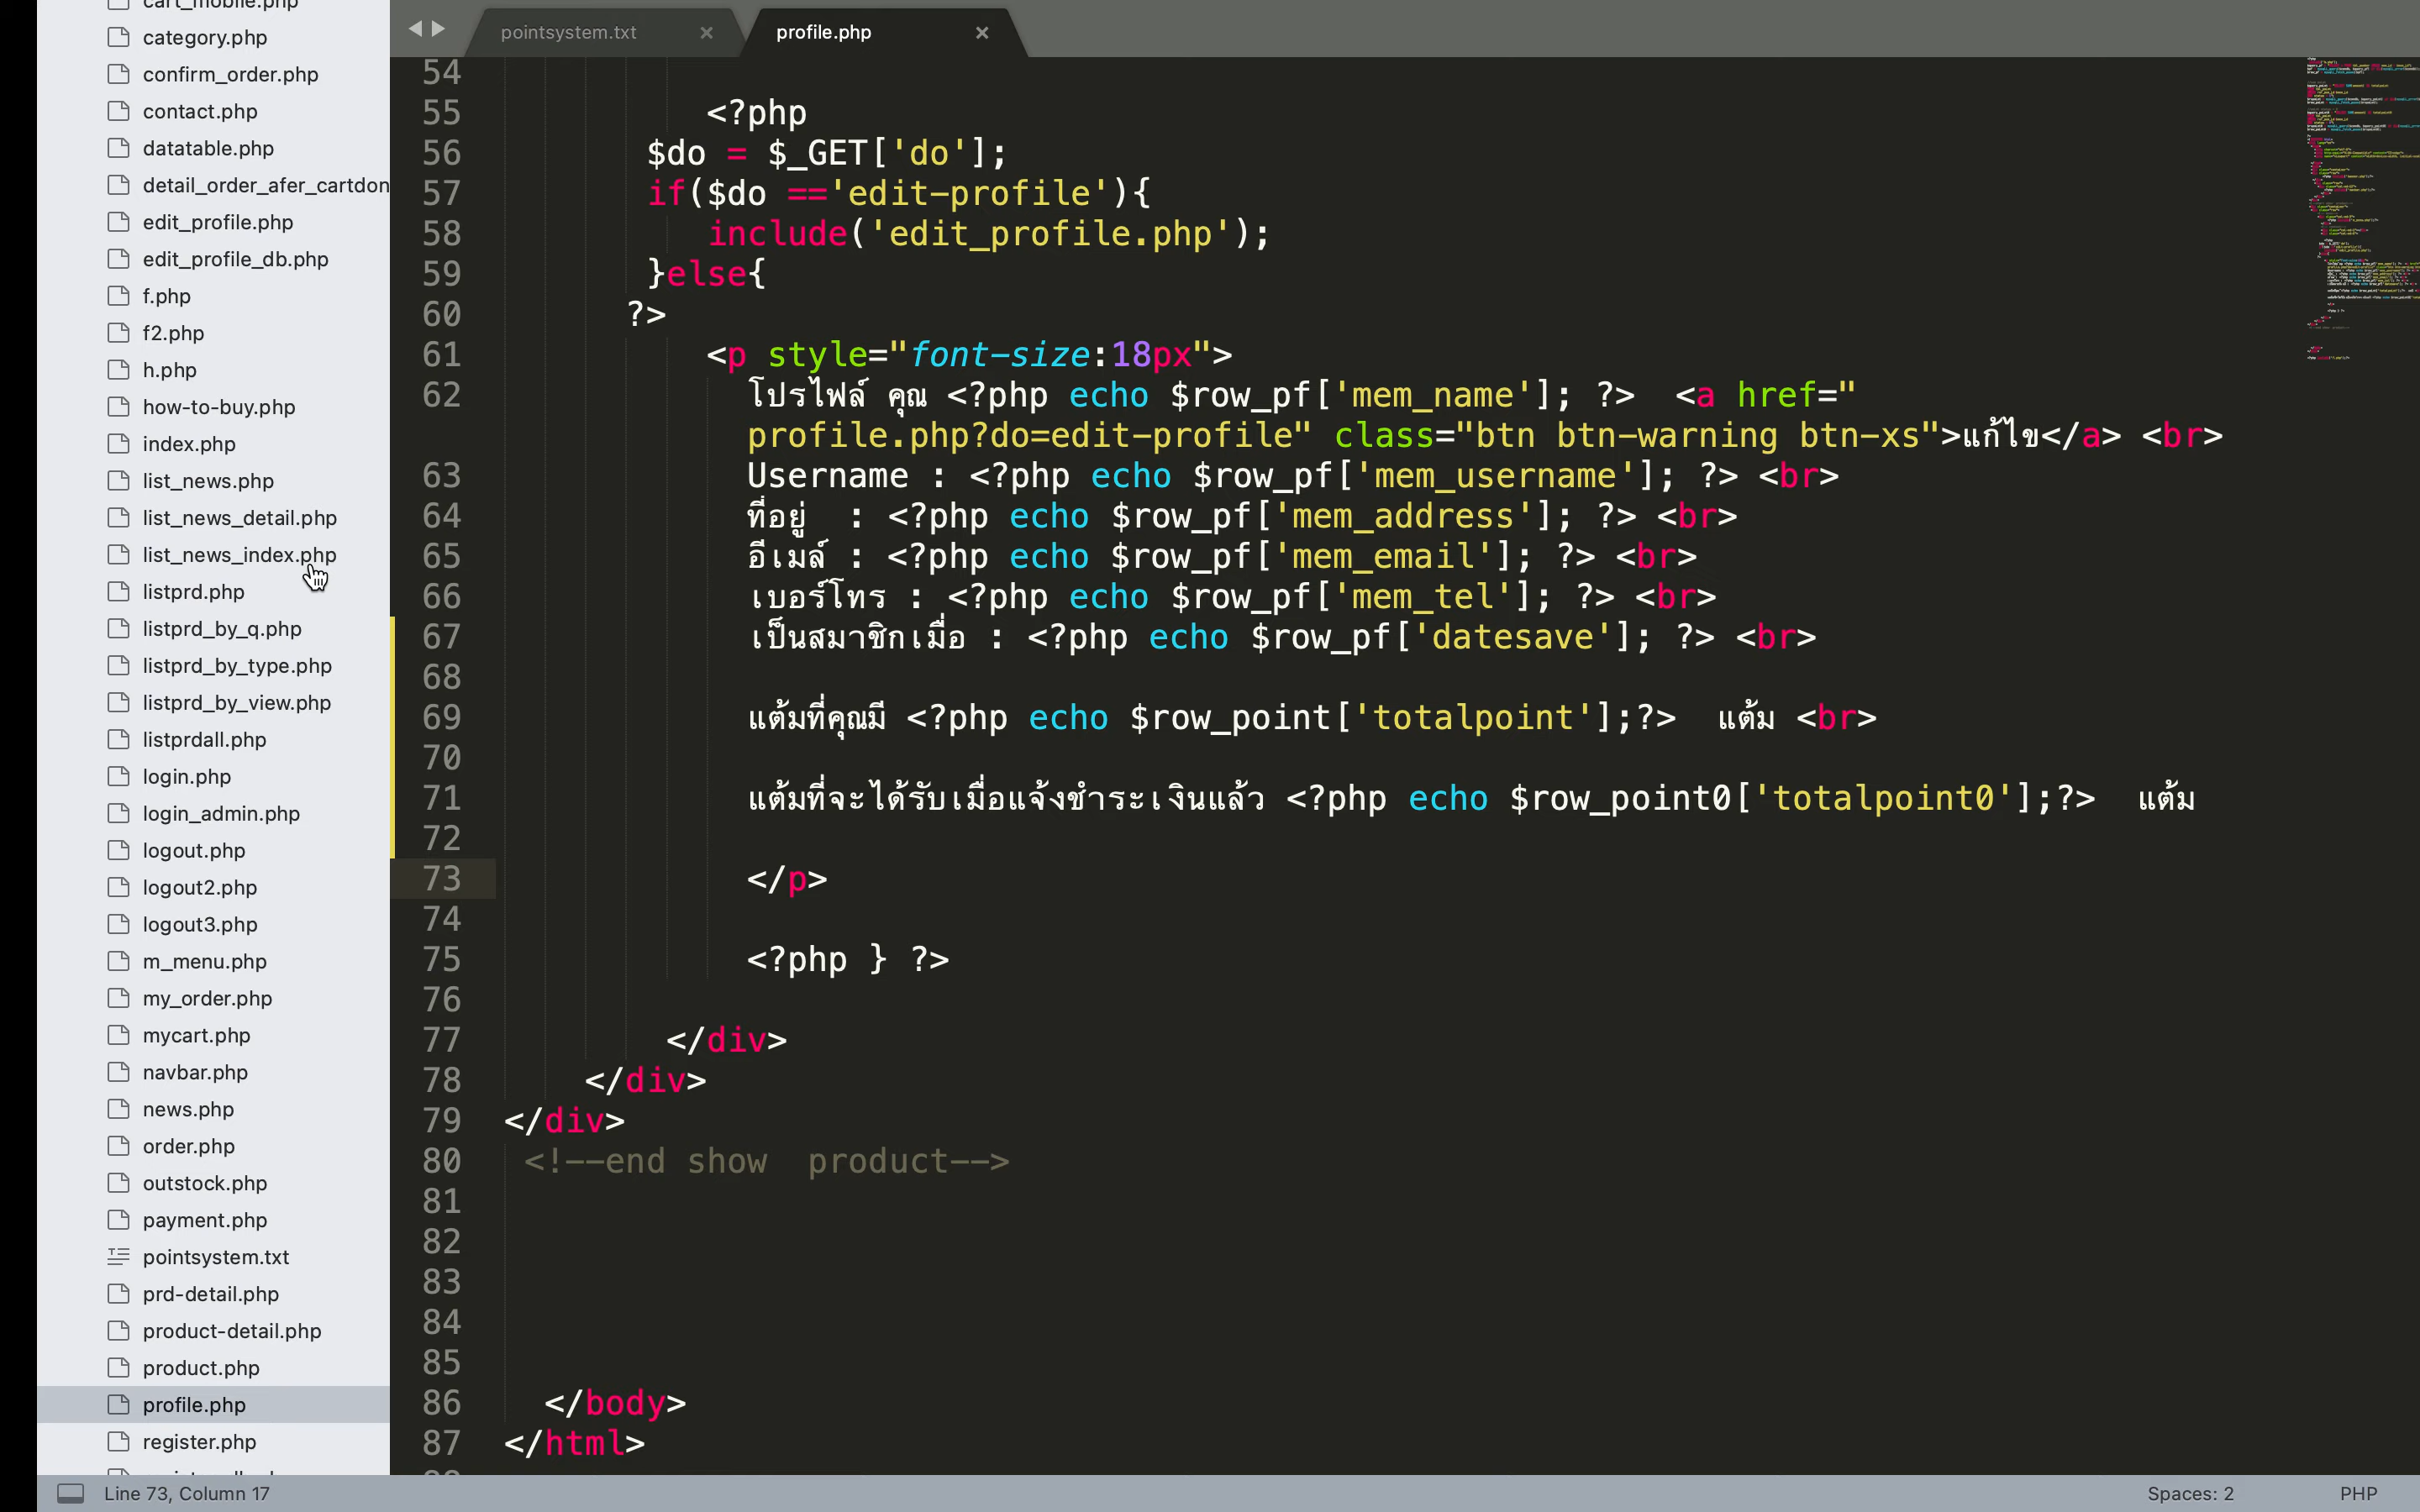 cart_mobile.php
category.php
confirm_order.php
contact.php
datatable.php
detail_order_afer_cartdon
edit_profile.php
edit_profile_db.php
f.php
f2.php
h.php
how-to-buy.php
index.php
list_news.php
list_news_detail.php
list_news_index.php
listprd.php
listprd_by_q.php
listprd_by_type.php
listprd_by_view.php
listprdall.php
login.php
login_admin.php
logout.php
logout2.php
logout3.php
m_menu.php
my_order.php
mycart.php
navbar.php
news.php
order.php
outstock.php
payment.php
pointsystem.txt
prd-detail.php
product-detail.php
product.php
profile.php
register.php
pointsystem.txt × profile.php ×
54
55 <?php
56 $do = $_GET['do'];
57 if($do =='edit-profile'){
58 include('edit_profile.php');
59 }else{
60 ?>
61 <p style="font-size:18px">
62 โปรไฟล์ คุณ <?php echo $row_pf['mem_name']; ?> <a href="
profile.php?do=edit-profile" class="btn btn-warning btn-xs">แก้ไข</a> <br>
63 Username : <?php echo $row_pf['mem_username']; ?> <br>
64 ที่อยู่ : <?php echo $row_pf['mem_address']; ?> <br>
65 อีเมล์ : <?php echo $row_pf['mem_email']; ?> <br>
66 เบอร์โทร : <?php echo $row_pf['mem_tel']; ?> <br>
67 เป็นสมาชิกเมื่อ : <?php echo $row_pf['datesave']; ?> <br>
68
69 แต้มที่คุณมี <?php echo $row_point['totalpoint'];?> แต้ม <br>
70
71 แต้มที่จะได้รับเมื่อแจ้งชำระเงินแล้ว <?php echo $row_point0['totalpoint0'];?> แต้ม
72
73 </p>
74
75 <?php } ?>
76
77 </div>
78 </div>
79 </div>
80 <!--end show product-->
81
82
83
84
85
86 </body>
87 </html>
Line 73, Column 17 Spaces: 2 PHP